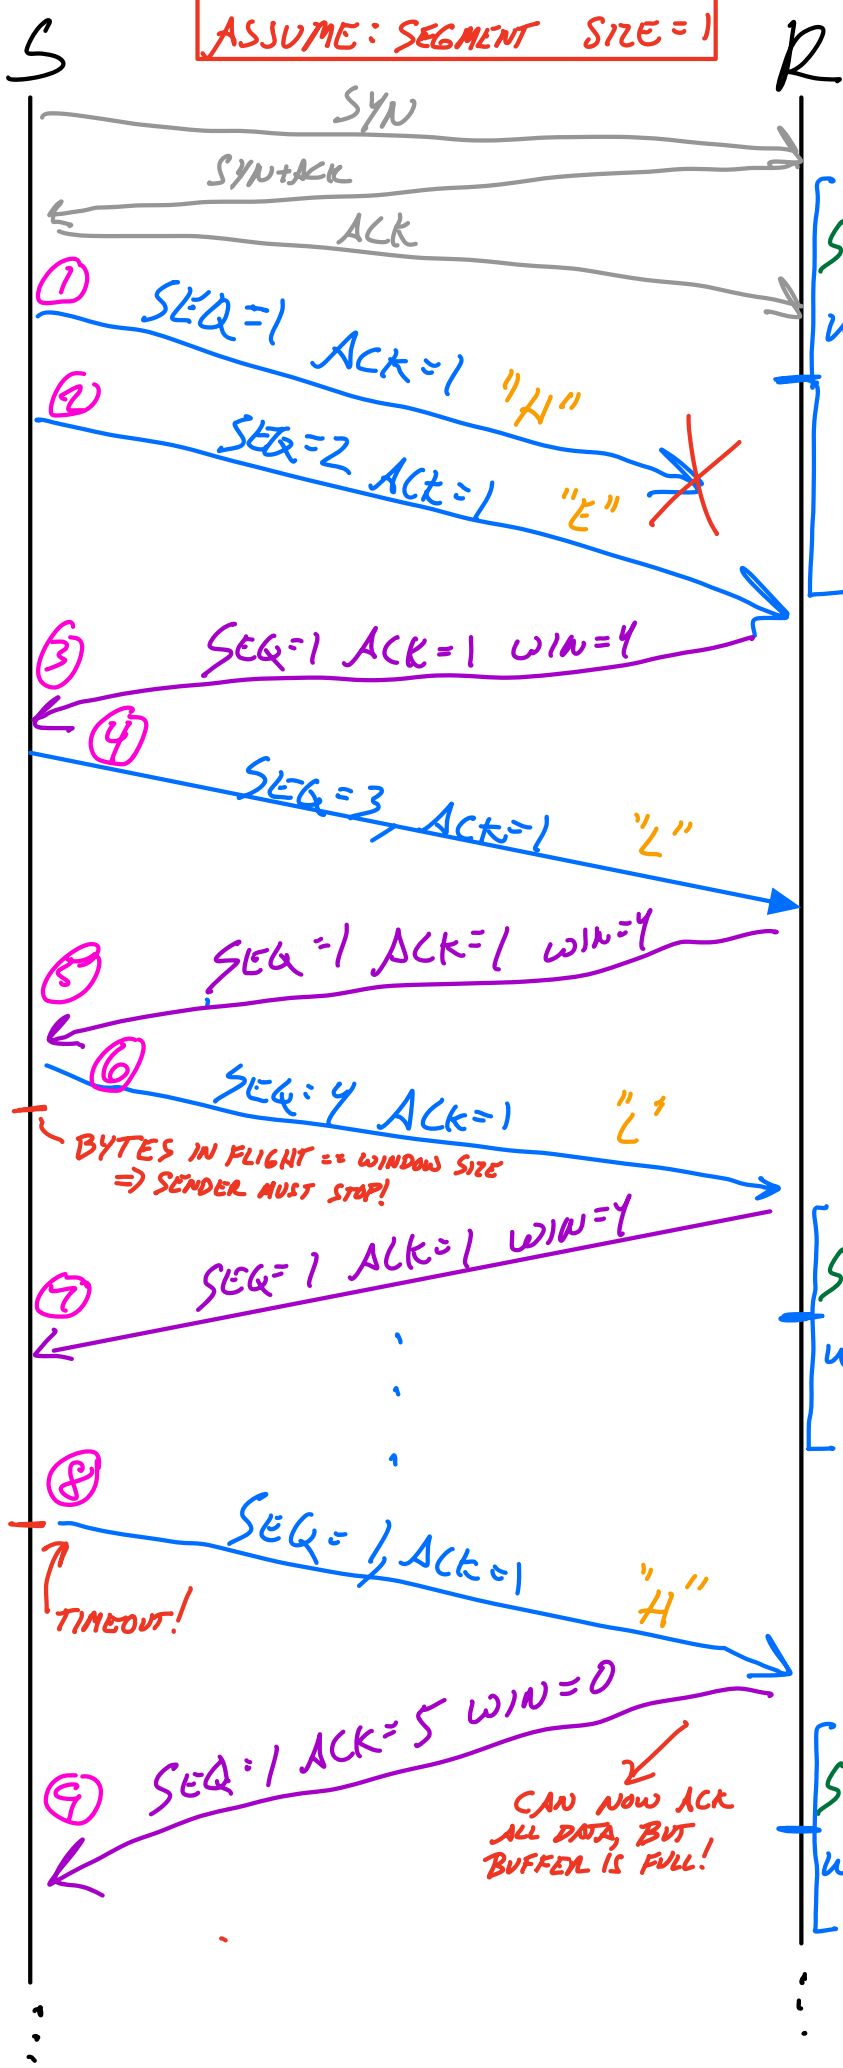 S
ASSUME: SEGMENT SIZE=1
R
SYN
SYN+ACK
ACK
1
SEQ=1 ACK=1 "H"
2
SEQ=2 ACK=1 "E"
3
SEQ=1 ACK=1 WIN=4
4
SEQ=3, ACK=1 "L"
5
SEQ=1 ACK=1 WIN=4
6
SEQ=4 ACK=1 "L"
BYTES IN FLIGHT == WINDOW SIZE
=> SENDER MUST STOP!
7
SEQ=1 ACK=1 WIN=4
8
SEQ=1, ACK=1 "H"
TIMEOUT!
9
SEQ=1 ACK=5 WIN=0
CAN NOW ACK
ALL DATA, BUT
BUFFER IS FULL!